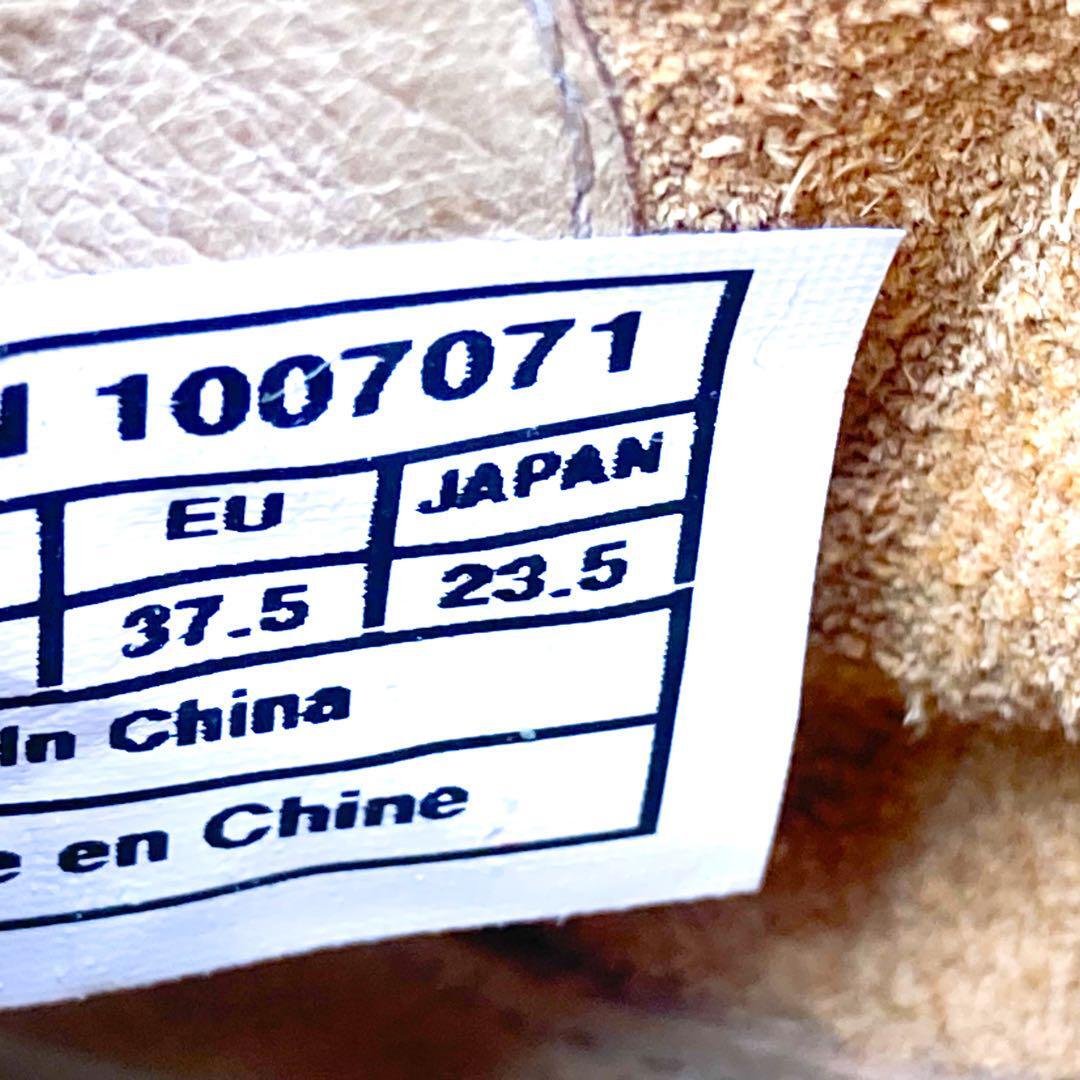 1007071
EU JAPAN
37.5 23.5
In China
en Chine